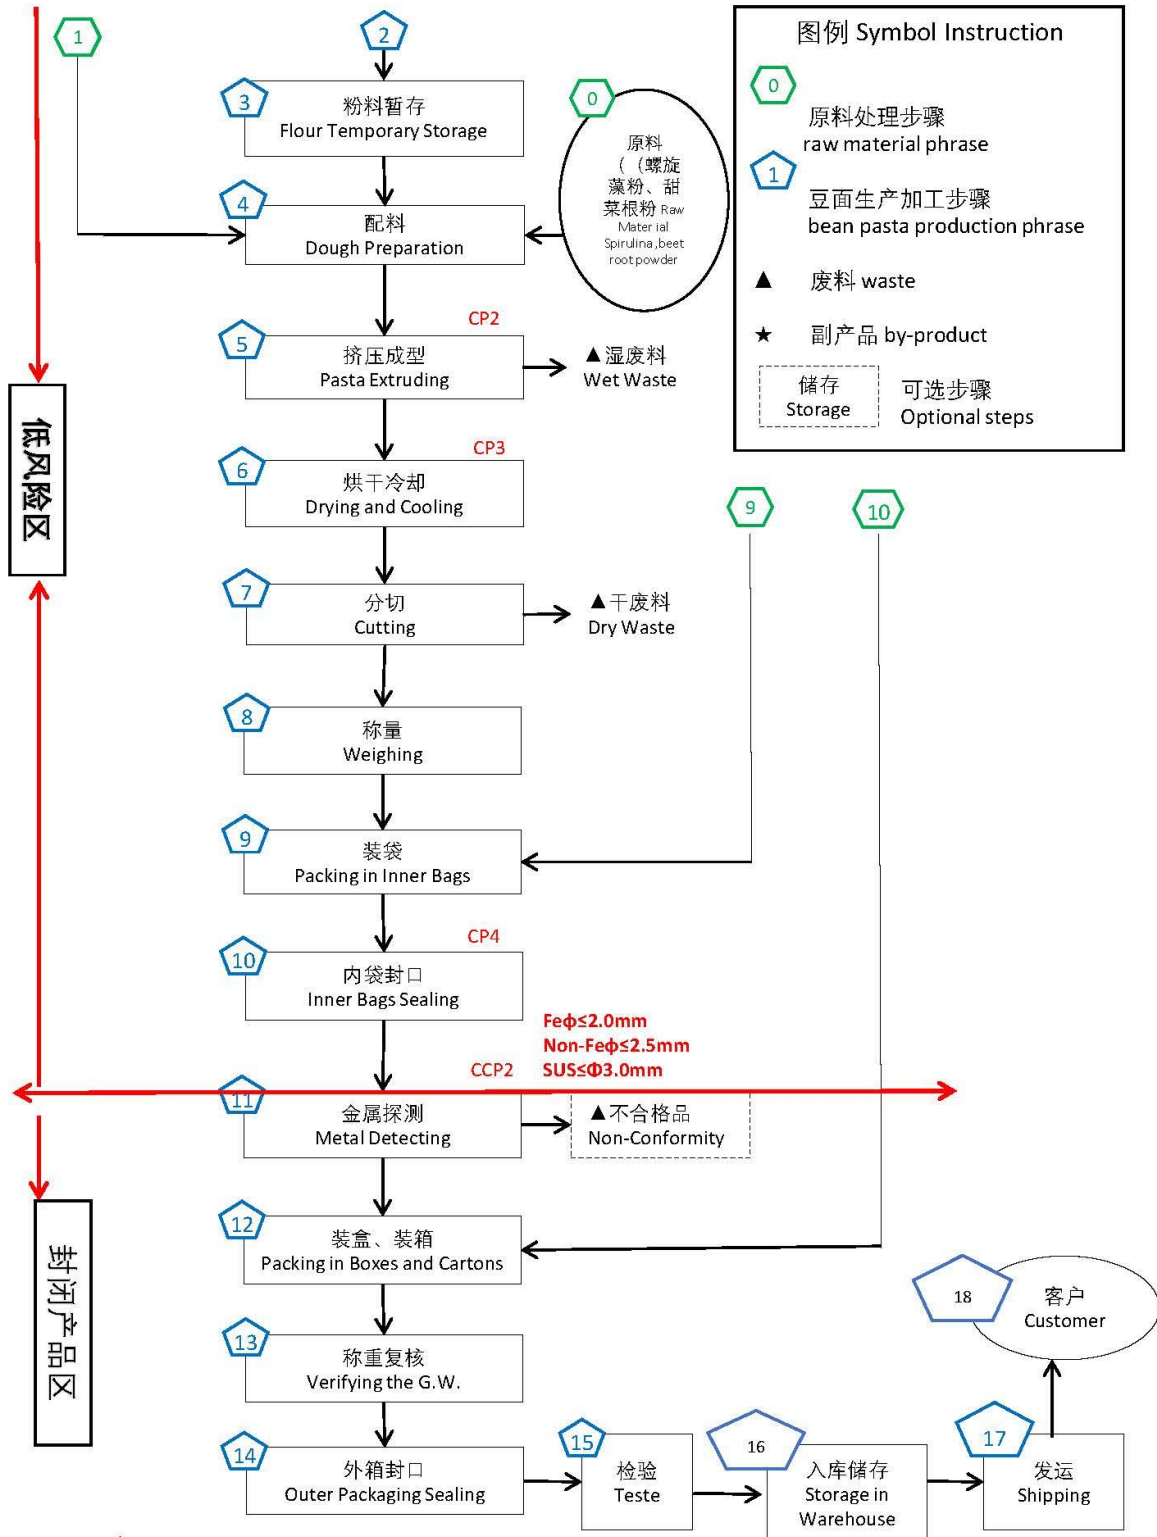 1
2
图例 Symbol Instruction
0
原料处理步骤
raw material phrase
1
豆面生产加工步骤
bean pasta production phrase
▲ 废料 waste
★ 副产品 by-product
储存
Storage
可选步骤
Optional steps
3
粉料暂存
Flour Temporary Storage
0
原料
（（螺旋
藻粉、甜
菜根粉 Raw
Material
Spirulina,beet
root powder
4
配料
Dough Preparation
CP2
5
挤压成型
Pasta Extruding
▲湿废料
Wet Waste
低风险区
CP3
6
烘干冷却
Drying and Cooling
9
10
7
分切
Cutting
▲干废料
Dry Waste
8
称量
Weighing
9
装袋
Packing in Inner Bags
CP4
10
内袋封口
Inner Bags Sealing
Feφ≤2.0mm
Non-Feφ≤2.5mm
SUS≤Φ3.0mm
CCP2
11
金属探测
Metal Detecting
▲不合格品
Non-Conformity
封闭产品区
12
装盒、装箱
Packing in Boxes and Cartons
13
称重复核
Verifying the G.W.
14
外箱封口
Outer Packaging Sealing
15
检验
Teste
16
入库储存
Storage in
Warehouse
17
发运
Shipping
18
客户
Customer